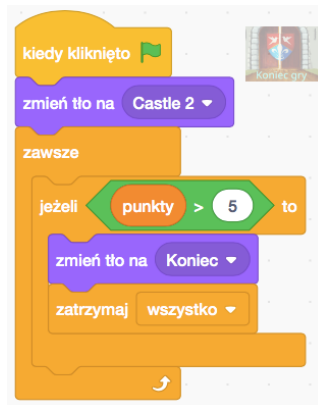 kiedy kliknięto
Koniec gry
zmień tło na Castle 2
zawsze
jeżeli punkty > 5 to
zmień tło na Koniec
zatrzymaj wszystko